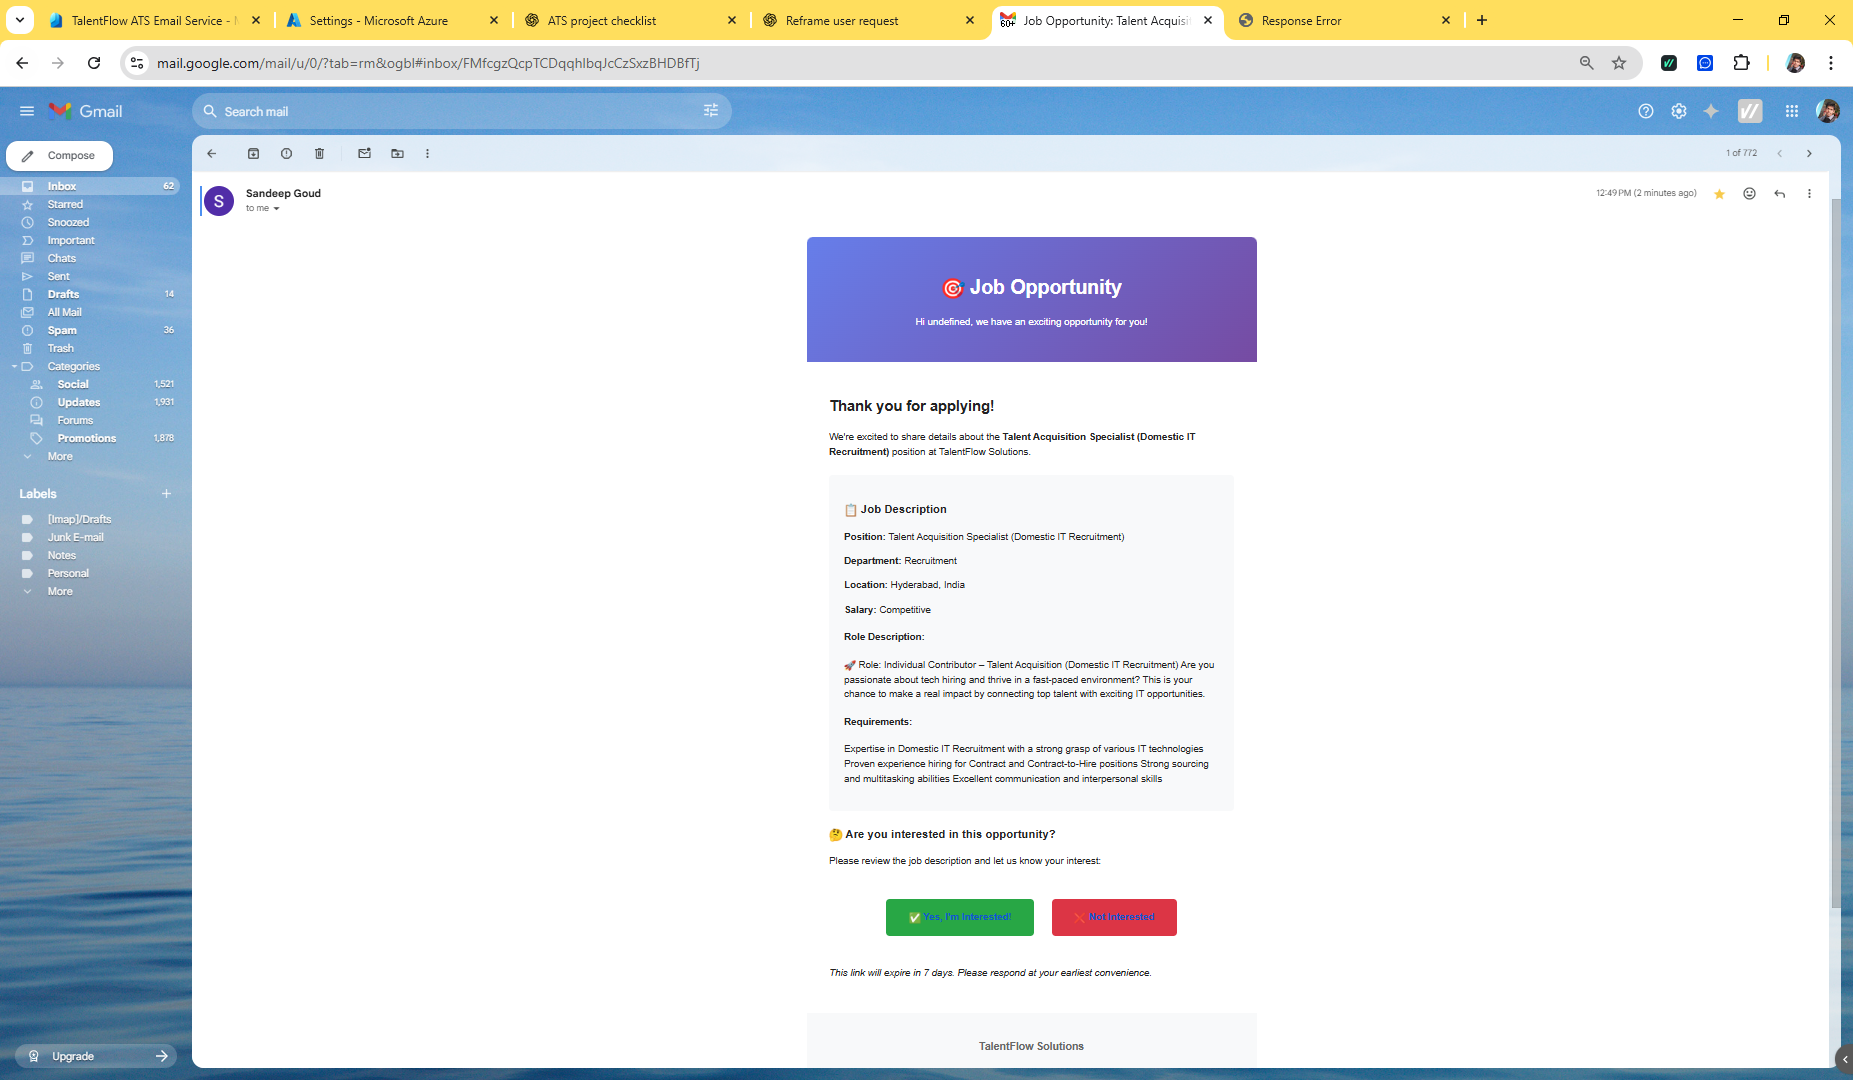 TalentFlow ATS Email Service - M
Settings - Microsoft Azure
ATS project checklist
Reframe user request
60+
Job Opportunity: Talent Acquisit
Response Error
mail.google.com/mail/u/0/?tab=rm&ogbl#inbox/FMfcgzQcpTCDqqhlbqJcCzSxzBHDBfTj
Gmail
Search mail
Compose
1 of 772
Inbox 62
Starred
Snoozed
Important
Chats
Sent
Drafts 14
All Mail
Spam 36
Trash
Categories
Social 1,521
Updates 1,931
Forums
Promotions 1,878
More
Labels
[Imap]/Drafts
Junk E-mail
Notes
Personal
More
Upgrade
S
Sandeep Goud
to me
12:49 PM (2 minutes ago)
🎯 Job Opportunity
Hi undefined, we have an exciting opportunity for you!
Thank you for applying!
We're excited to share details about the Talent Acquisition Specialist (Domestic IT
Recruitment) position at TalentFlow Solutions.
📋 Job Description
Position: Talent Acquisition Specialist (Domestic IT Recruitment)
Department: Recruitment
Location: Hyderabad, India
Salary: Competitive
Role Description:
🚀 Role: Individual Contributor – Talent Acquisition (Domestic IT Recruitment) Are you
passionate about tech hiring and thrive in a fast-paced environment? This is your
chance to make a real impact by connecting top talent with exciting IT opportunities.
Requirements:
Expertise in Domestic IT Recruitment with a strong grasp of various IT technologies
Proven experience hiring for Contract and Contract-to-Hire positions Strong sourcing
and multitasking abilities Excellent communication and interpersonal skills
🤔 Are you interested in this opportunity?
Please review the job description and let us know your interest:
✅ Yes, I'm Interested!
❌ Not Interested
This link will expire in 7 days. Please respond at your earliest convenience.
TalentFlow Solutions